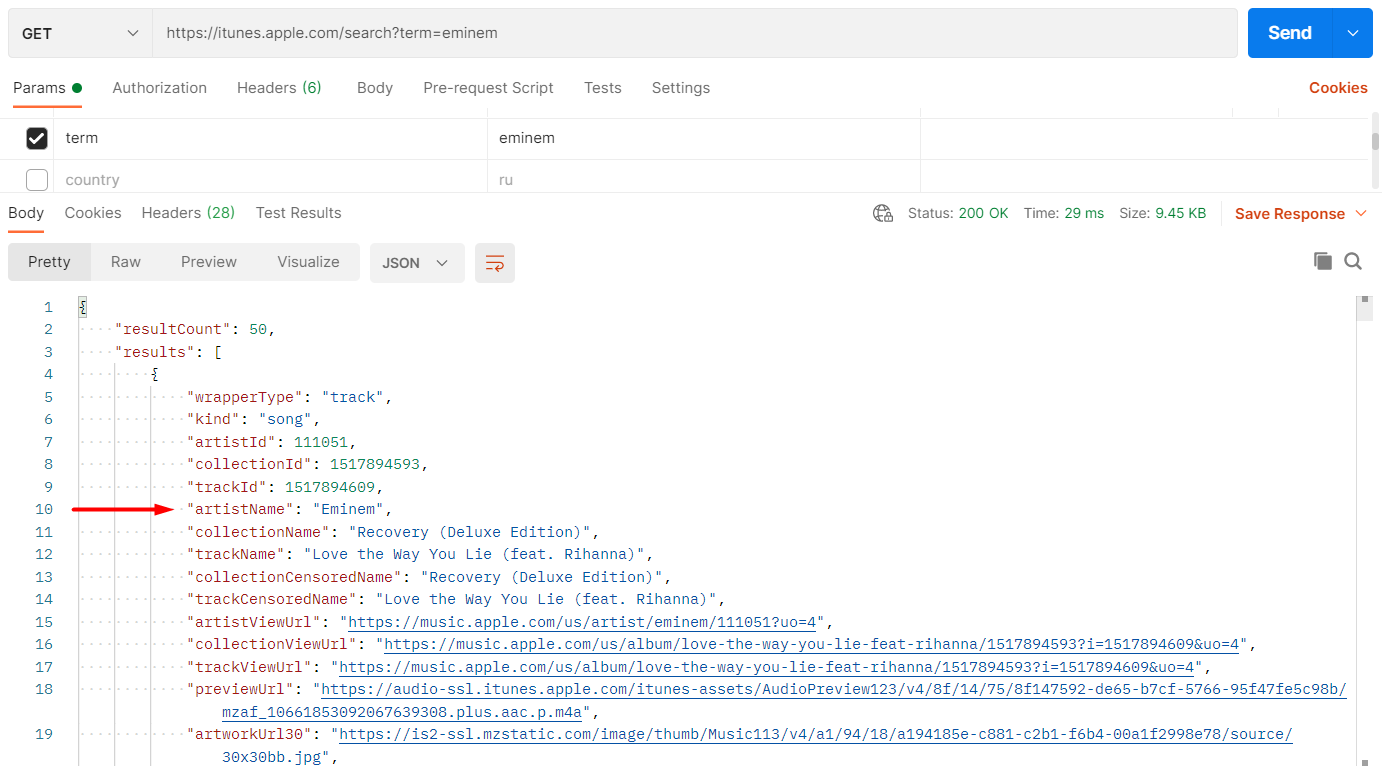 GET https://itunes.apple.com/search?term=eminem Send
Params Authorization Headers (6) Body Pre-request Script Tests Settings Cookies
term eminem
country ru
Body Cookies Headers (28) Test Results Status: 200 OK Time: 29 ms Size: 9.45 KB Save Response
Pretty Raw Preview Visualize JSON
1 {
2 "resultCount": 50,
3 "results": [
4 {
5 "wrapperType": "track",
6 "kind": "song",
7 "artistId": 111051,
8 "collectionId": 1517894593,
9 "trackId": 1517894609,
10 "artistName": "Eminem",
11 "collectionName": "Recovery (Deluxe Edition)",
12 "trackName": "Love the Way You Lie (feat. Rihanna)",
13 "collectionCensoredName": "Recovery (Deluxe Edition)",
14 "trackCensoredName": "Love the Way You Lie (feat. Rihanna)",
15 "artistViewUrl": "https://music.apple.com/us/artist/eminem/111051?uo=4",
16 "collectionViewUrl": "https://music.apple.com/us/album/love-the-way-you-lie-feat-rihanna/1517894593?i=1517894609&uo=4",
17 "trackViewUrl": "https://music.apple.com/us/album/love-the-way-you-lie-feat-rihanna/1517894593?i=1517894609&uo=4",
18 "previewUrl": "https://audio-ssl.itunes.apple.com/itunes-assets/AudioPreview123/v4/8f/14/75/8f147592-de65-b7cf-5766-95f47fe5c98b/
mzaf_10661853092067639308.plus.aac.p.m4a",
19 "artworkUrl30": "https://is2-ssl.mzstatic.com/image/thumb/Music113/v4/a1/94/18/a194185e-c881-c2b1-f6b4-00a1f2998e78/source/
30x30bb.jpg",